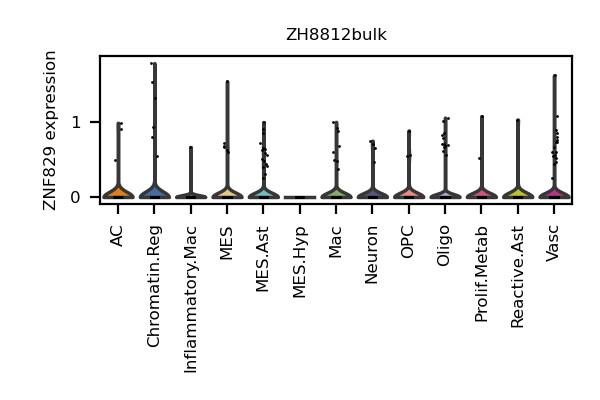 ZH8812bulk
ZNF829 expression
1
0
AC
Chromatin.Reg
Inflammatory.Mac
MES
MES.Ast
MES.Hyp
Mac
Neuron
OPC
Oligo
Prolif.Metab
Reactive.Ast
Vasc